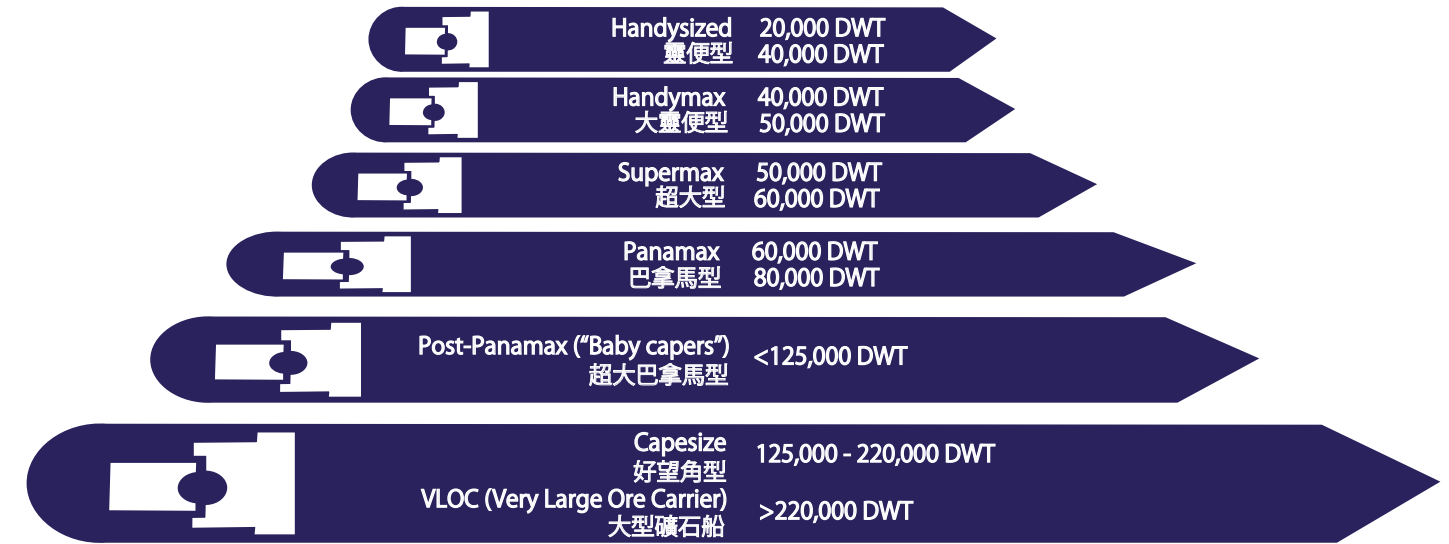 Handysized 20,000 DWT
靈便型 40,000 DWT
Handymax 40,000 DWT
大靈便型 50,000 DWT
Supermax 50,000 DWT
超大型 60,000 DWT
Panamax 60,000 DWT
巴拿馬型 80,000 DWT
Post-Panamax (“Baby capers”)
超大巴拿馬型
<125,000 DWT
Capesize
好望角型
125,000 - 220,000 DWT
VLOC (Very Large Ore Carrier)
大型礦石船
>220,000 DWT